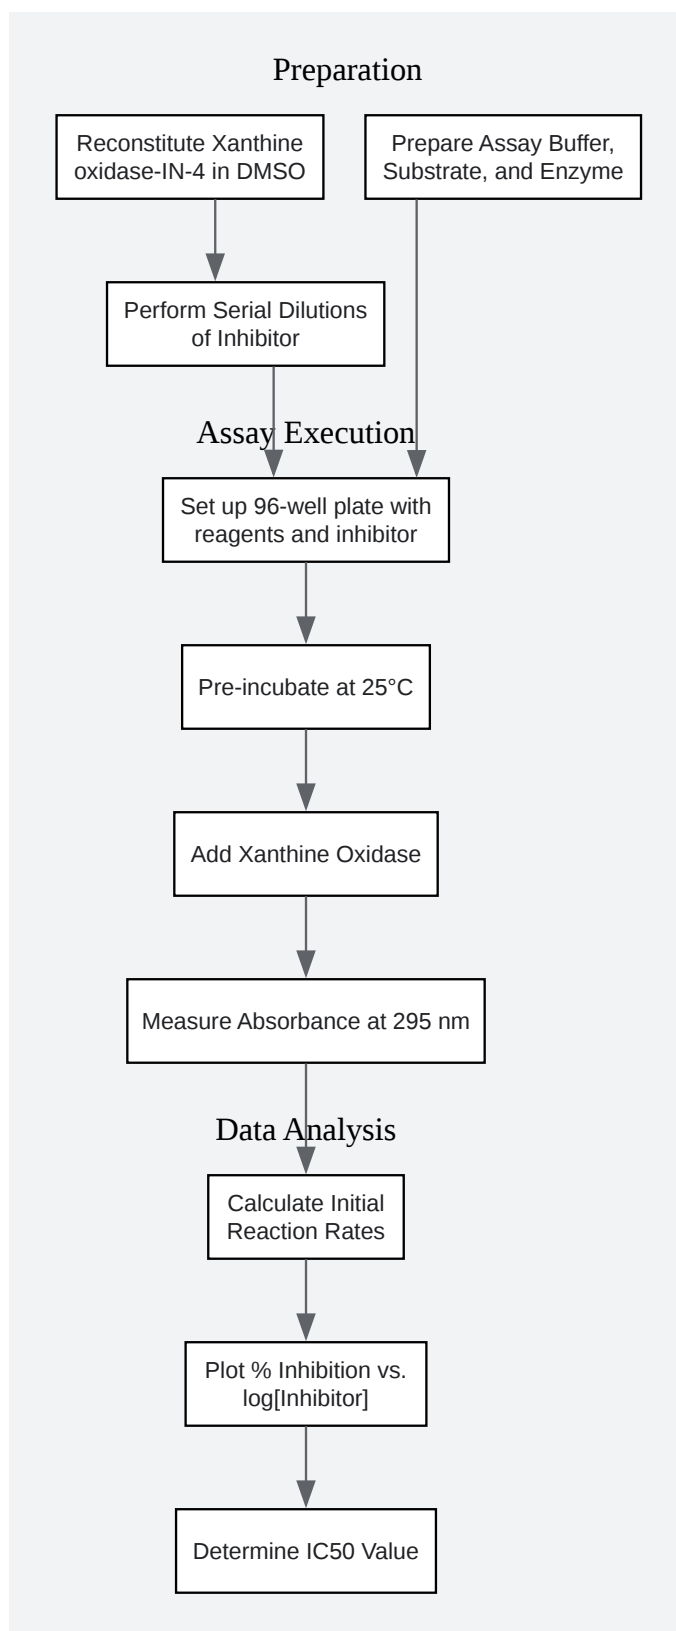 Preparation
Reconstitute Xanthine
oxidase-IN-4 in DMSO
Prepare Assay Buffer,
Substrate, and Enzyme
Perform Serial Dilutions
of Inhibitor
Assay Execution
Set up 96-well plate with
reagents and inhibitor
Pre-incubate at 25°C
Add Xanthine Oxidase
Measure Absorbance at 295 nm
Data Analysis
Calculate Initial
Reaction Rates
Plot % Inhibition vs.
log[Inhibitor]
Determine IC50 Value